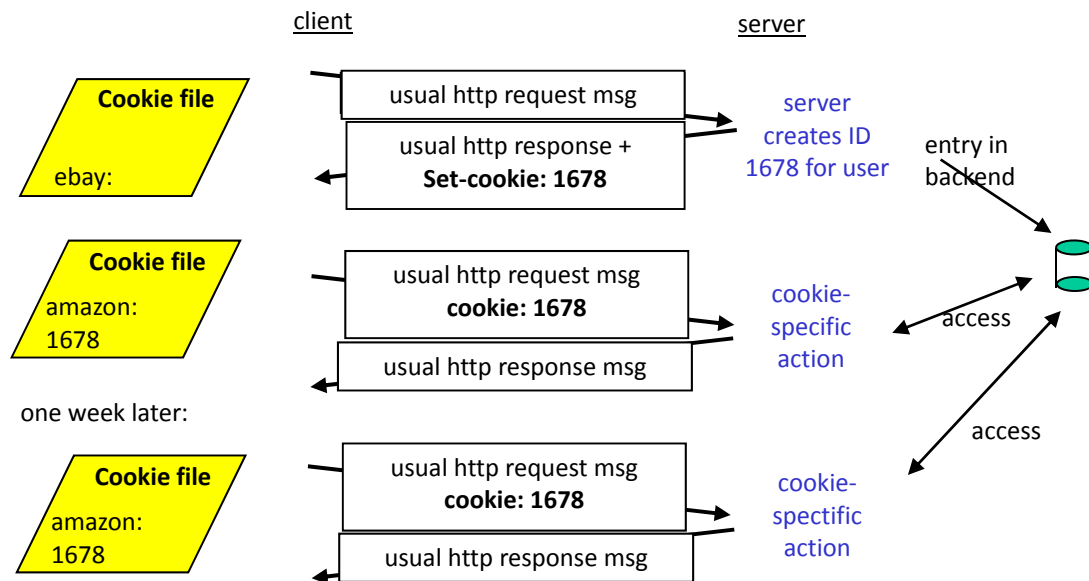 client
server
Cookie file
ebay:
usual http request msg
usual http response +
Set-cookie: 1678
server
creates ID
1678 for user
entry in
backend
Cookie file
amazon:
1678
usual http request msg
cookie: 1678
usual http response msg
cookie-
specific
action
access
one week later:
access
Cookie file
amazon:
1678
usual http request msg
cookie: 1678
usual http response msg
cookie-
spectific
action